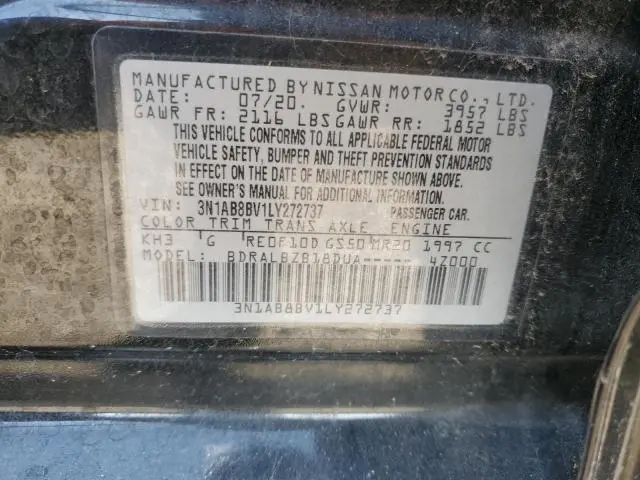 MANUFACTURED BY NISSAN MOTOR CO., LTD.
DATE: 07/20. GVWR: 3957 LBS
GAWR FR: 2116 LBS GAWR RR: 1852 LBS
THIS VEHICLE CONFORMS TO ALL APPLICABLE FEDERAL MOTOR
VEHICLE SAFETY, BUMPER AND THEFT PREVENTION STANDARDS
IN EFFECT ON THE DATE OF MANUFACTURE SHOWN ABOVE.
SEE OWNER'S MANUAL FOR ADDITIONAL INFORMATION.
VIN: 3N1AB8BV1LY272737 PASSENGER CAR.
COLOR TRIM TRANS AXLE ENGINE
KH3 G RE0F10D GS50 MR20 1997 CC
MODEL: BDRALBZB18DUA----- 4Z000
3N1AB8BV1LY272737